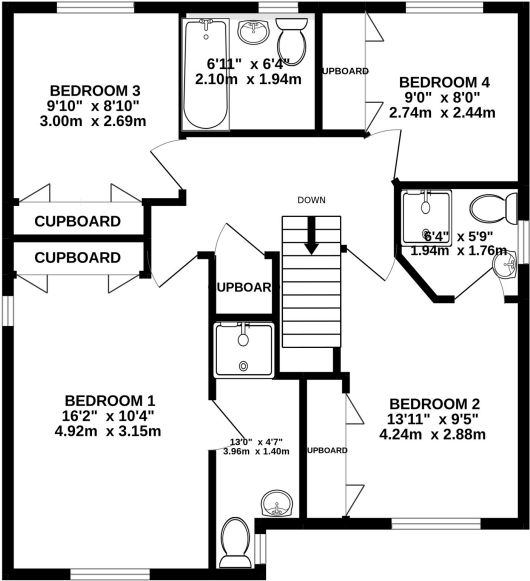 BEDROOM 3
9'10" x 8'10"
3.00m x 2.69m
6'11" x 6'4"
2.10m x 1.94m
UPBOARD
BEDROOM 4
9'0" x 8'0"
2.74m x 2.44m
CUPBOARD
CUPBOARD
DOWN
6'4" x 5'9"
1.94m x 1.76m
UPBOAR
BEDROOM 1
16'2" x 10'4"
4.92m x 3.15m
13'0" x 4'7"
3.96m x 1.40m
UPBOARD
BEDROOM 2
13'11" x 9'5"
4.24m x 2.88m